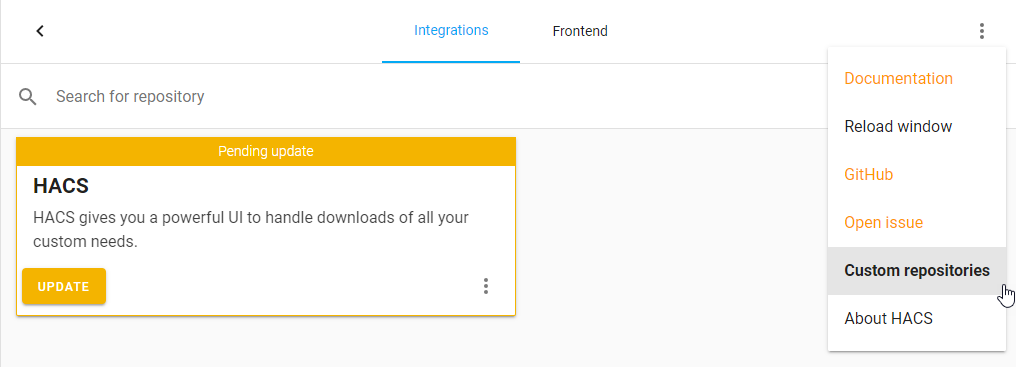 Integrations
Frontend
Search for repository
Documentation
Reload window
GitHub
Open issue
Custom repositories
About HACS
Pending update
HACS
HACS gives you a powerful UI to handle downloads of all your
custom needs.
UPDATE